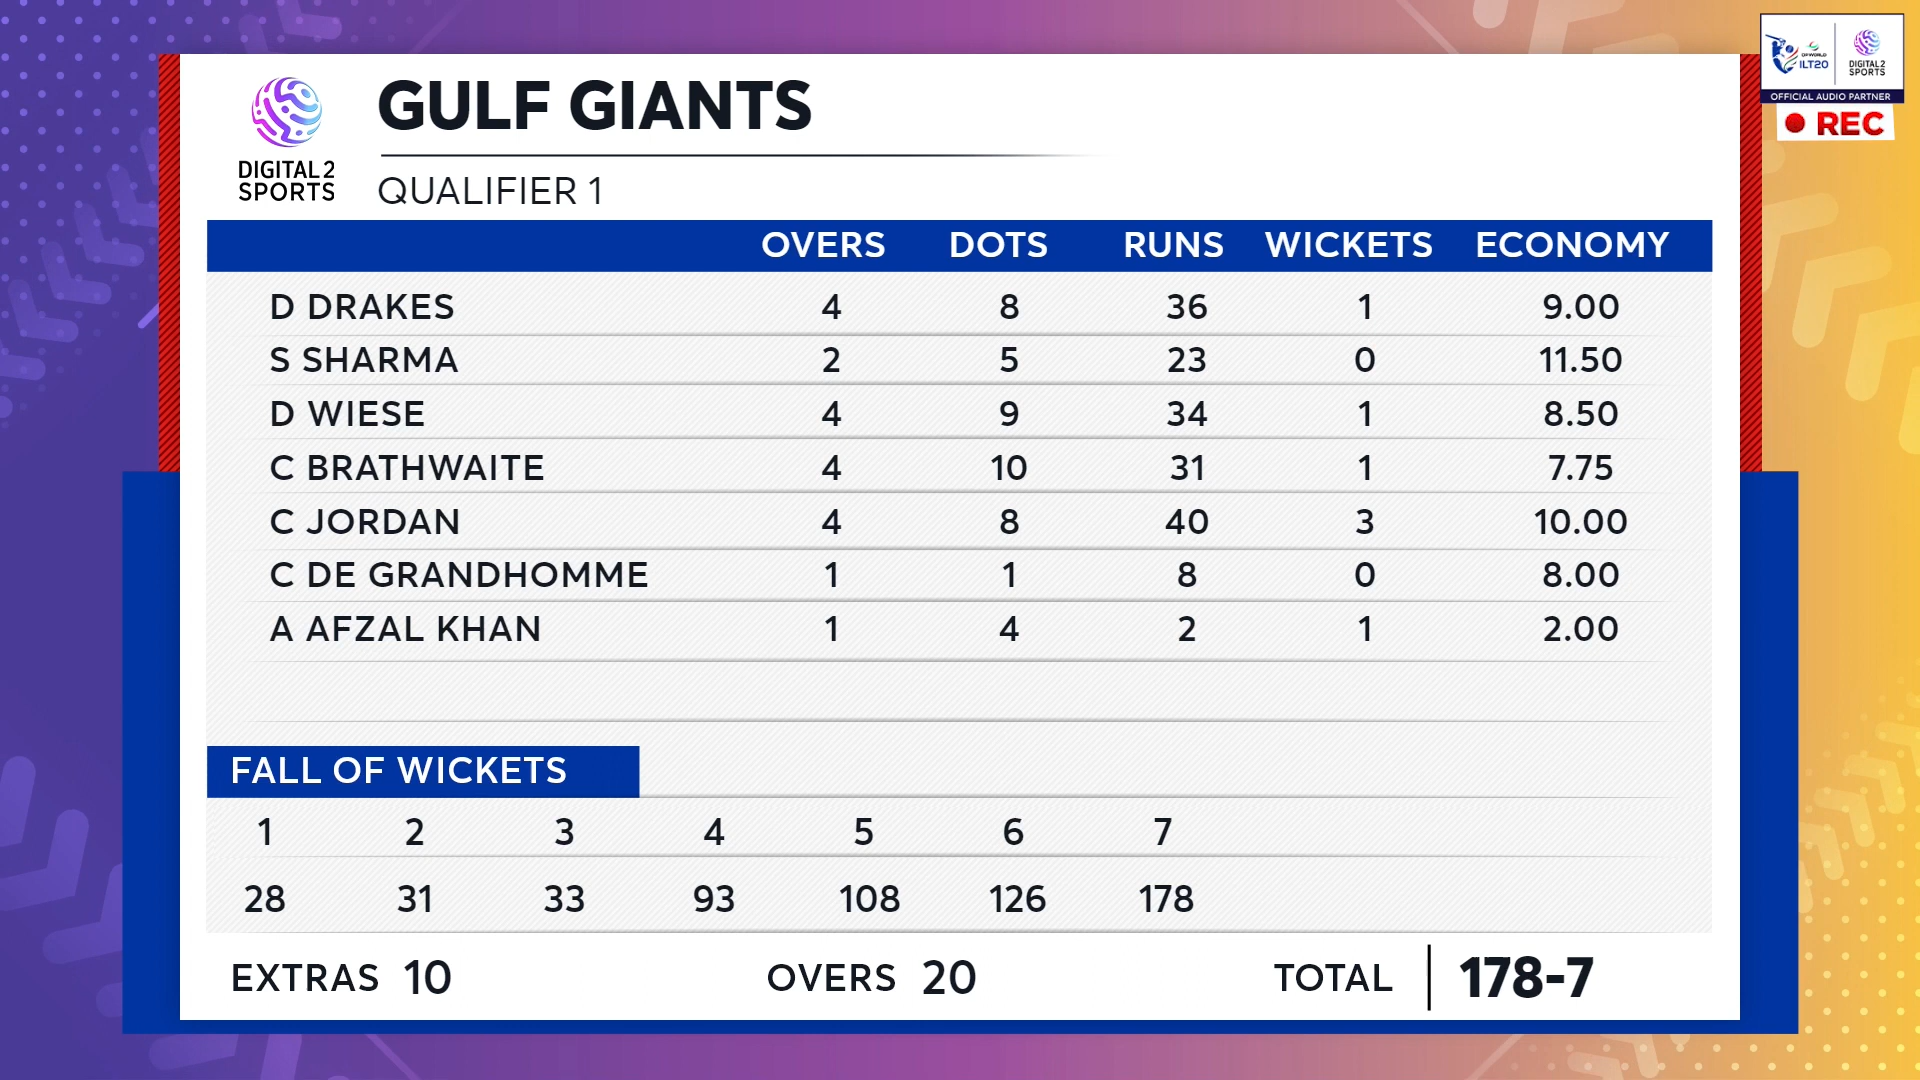 GULF GIANTS
DIGITAL 2
SPORTS
QUALIFIER 1
DP WORLD
ILT20
DIGITAL 2
SPORTS
OFFICIAL AUDIO PARTNER
REC
OVERS DOTS RUNS WICKETS ECONOMY
D DRAKES 4 8 36 1 9.00
S SHARMA 2 5 23 0 11.50
D WIESE 4 9 34 1 8.50
C BRATHWAITE 4 10 31 1 7.75
C JORDAN 4 8 40 3 10.00
C DE GRANDHOMME 1 1 8 0 8.00
A AFZAL KHAN 1 4 2 1 2.00
FALL OF WICKETS
1 2 3 4 5 6 7
28 31 33 93 108 126 178
EXTRAS 10 OVERS 20 TOTAL 178-7